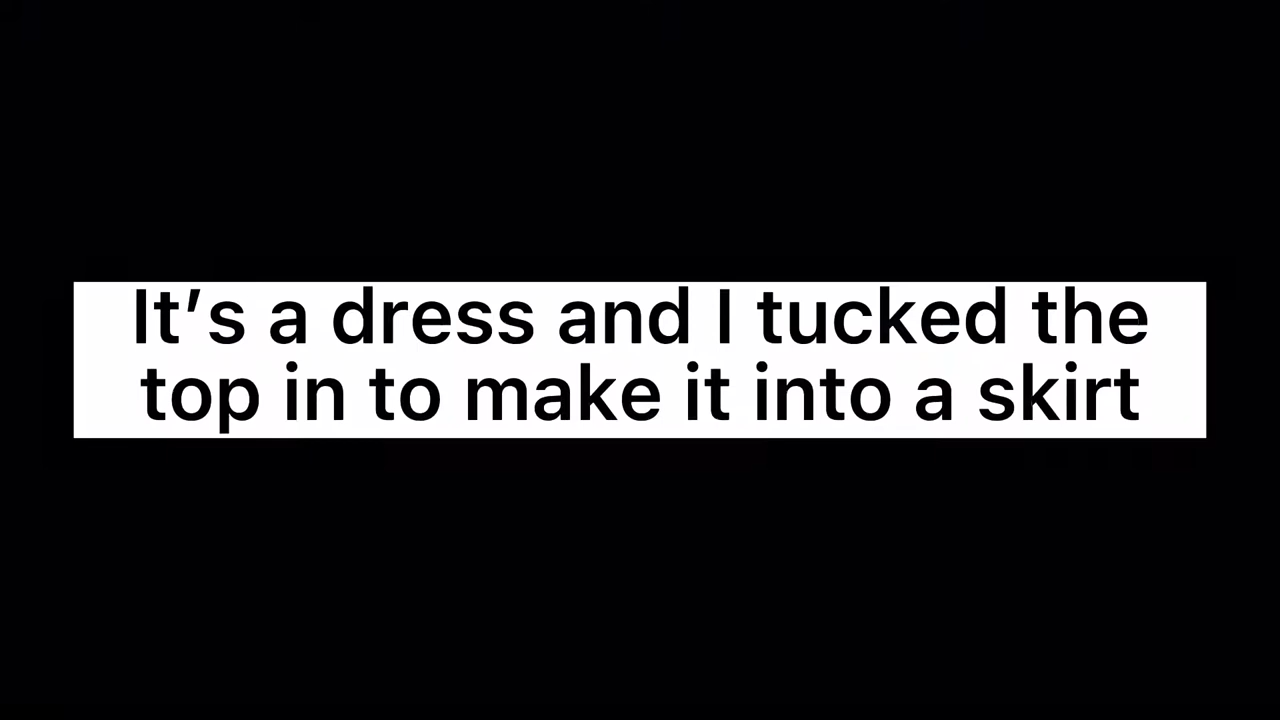 It’s a dress and I tucked the
top in to make it into a skirt